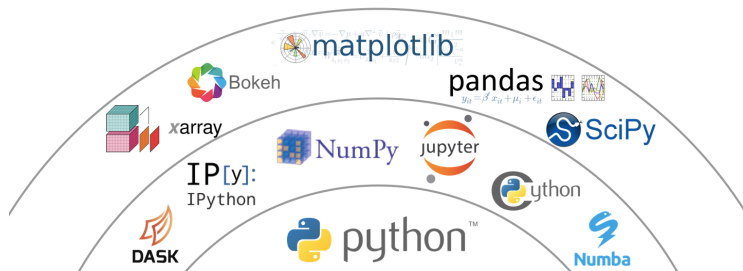 matplotlib
Bokeh
pandas
xarray
SciPy
NumPy
jupyter
IP[y]:
IPython
Cython
DASK
python™
Numba